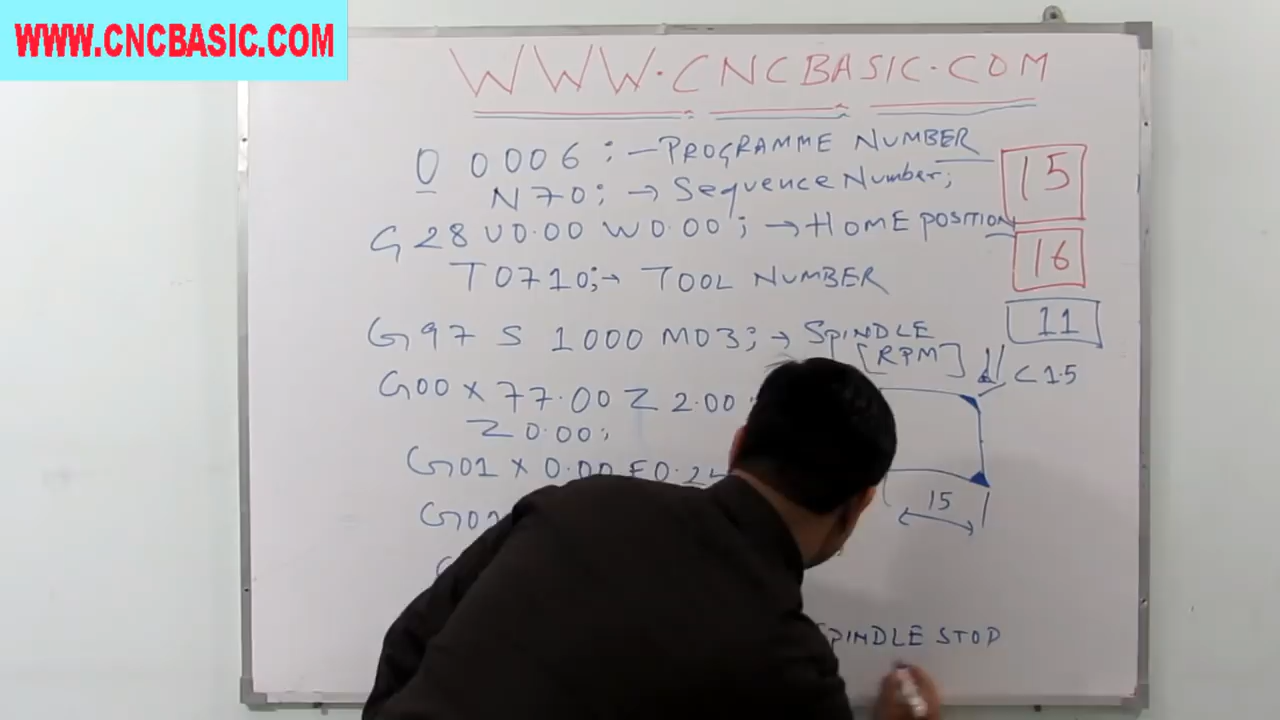 WWW.CNCBASIC.COM
WWW.CNCBASIC.COM
O 0006 ; — PROGRAMME NUMBER
N70; → Sequence Number;
G28 U0.00 W0.00 ; → HOME POSITION
T0710; → TOOL NUMBER
G97 S 1000 M03; → SPINDLE
[RPM]
G00 X 77.00 Z 2.00
Z 0.00;
G01 X 0.00 F0.24
SPINDLE STOP
15
16
11
C 1.5
15